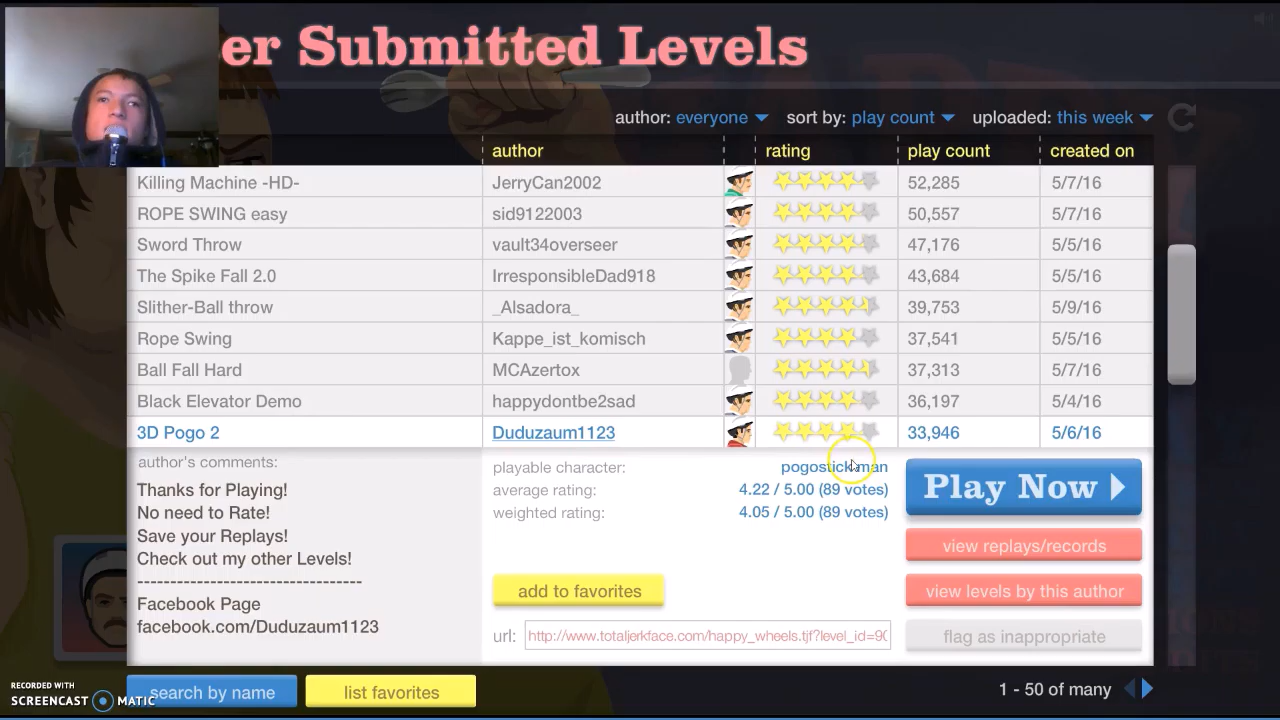 er Submitted Levels
author: everyone sort by: play count uploaded: this week
author rating play count created on
Killing Machine -HD- JerryCan2002 52,285 5/7/16
ROPE SWING easy sid9122003 50,557 5/7/16
Sword Throw vault34overseer 47,176 5/5/16
The Spike Fall 2.0 IrresponsibleDad918 43,684 5/5/16
Slither-Ball throw _Alsadora_ 39,753 5/9/16
Rope Swing Kappe_ist_komisch 37,541 5/5/16
Ball Fall Hard MCAzertox 37,313 5/7/16
Black Elevator Demo happydontbe2sad 36,197 5/4/16
3D Pogo 2 Duduzaum1123 33,946 5/6/16
author's comments:
Thanks for Playing!
No need to Rate!
Save your Replays!
Check out my other Levels!
--------------------------------
Facebook Page
facebook.com/Duduzaum1123
playable character: pogostickman
average rating: 4.22 / 5.00 (89 votes)
weighted rating: 4.05 / 5.00 (89 votes)
add to favorites
url: http://www.totaljerkface.com/happy_wheels.tjf?level_id=90
Play Now
view replays/records
view levels by this author
flag as inappropriate
search by name list favorites 1 - 50 of many
RECORDED WITH
SCREENCAST MATIC